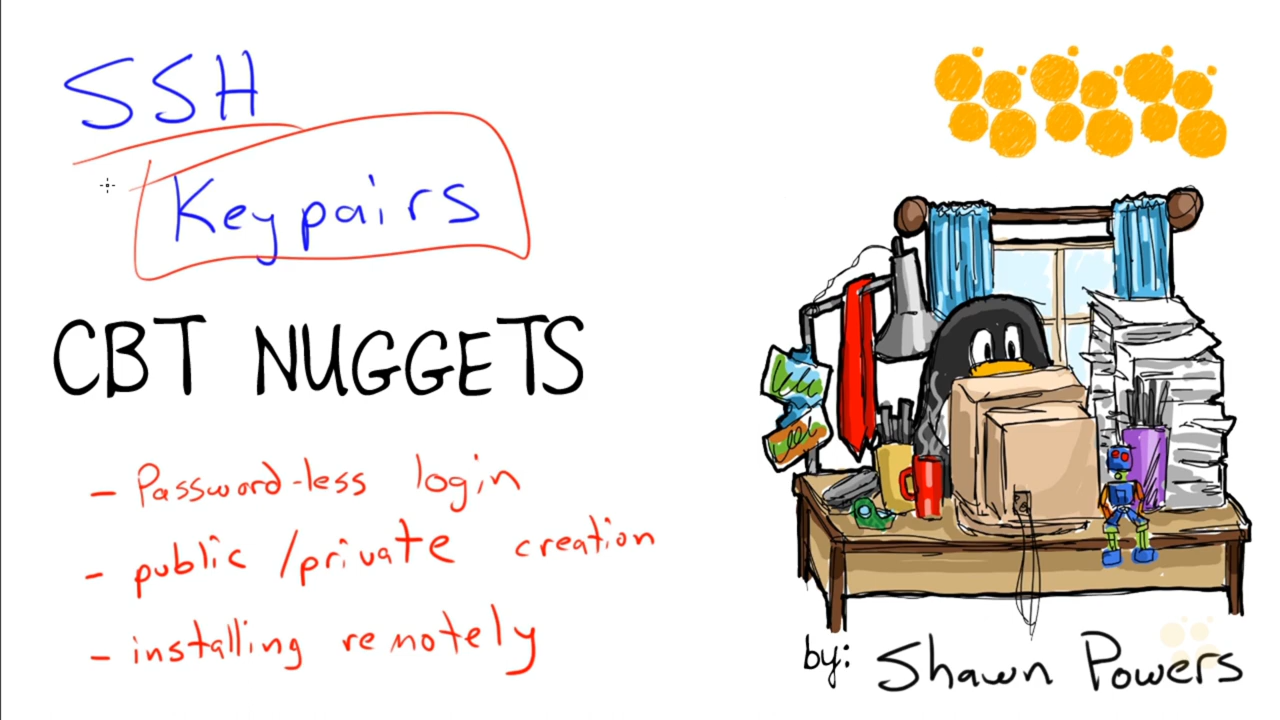 SSH
Keypairs
CBT NUGGETS
- Password-less login
- public/private creation
- installing remotely
by: Shawn Powers